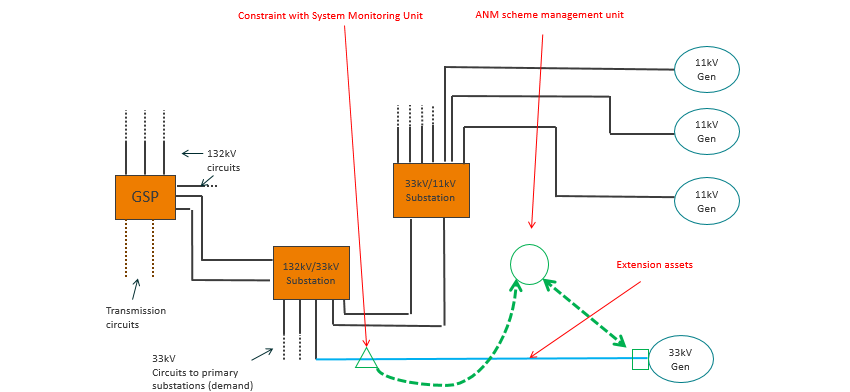 Constraint with System Monitoring Unit
ANM scheme management unit
11kV
Gen
11kV
Gen
132kV
circuits
GSP
33kV/11kV
Substation
11kV
Gen
132kV/33kV
Substation
Extension assets
Transmission
circuits
33kV
Circuits to primary
substations (demand)
33kV
Gen